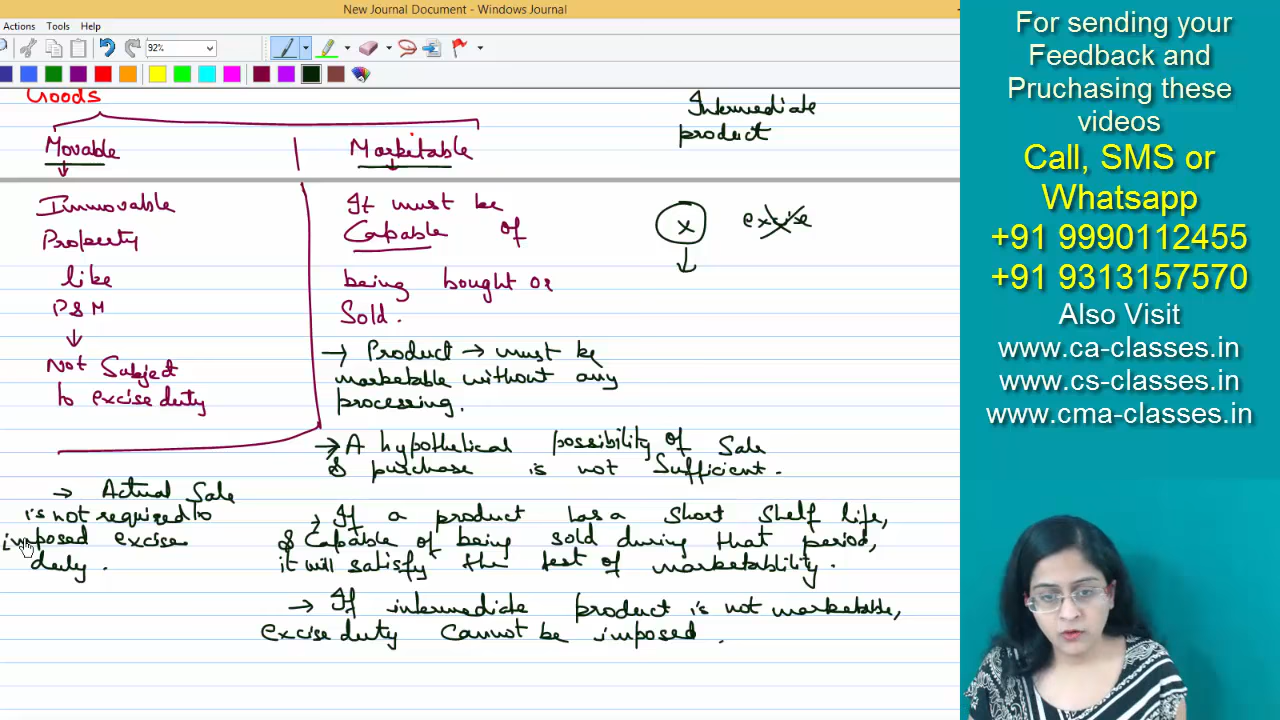 New Journal Document - Windows Journal
Actions Tools Help
92%
Goods
Movable
Markitable
Immovable
Property
like
P&M
Not Subject
to excise duty
It must be
Capable of
being bought or
Sold.
→ Product → must be
marketable without any
processing.
→ A hypothetical possibility of Sale
& purchase is not Sufficient.
→ Actual Sale
is not required to
imposed excise
duty.
→ If a product has a Short Shelf life,
& Capable of being sold during that period,
it will satisfy the test of marketablility.
→ If intermediate product is not marketable,
excise duty cannot be imposed.
Intermediate
product
x excise
For sending your
Feedback and
Pruchasing these
videos
Call, SMS or
Whatsapp
+91 9990112455
+91 9313157570
Also Visit
www.ca-classes.in
www.cs-classes.in
www.cma-classes.in